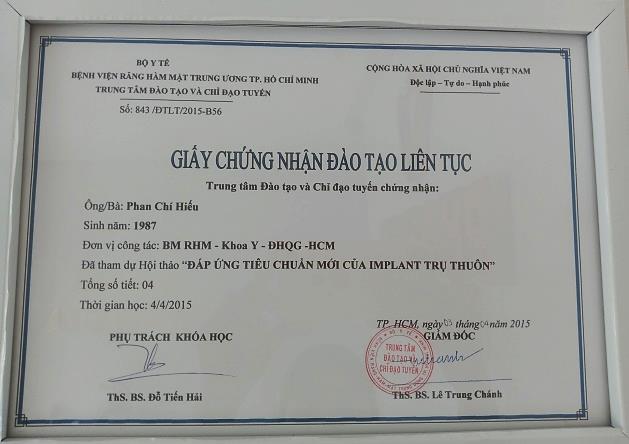 BỘ Y TẾ
BỆNH VIỆN RĂNG HÀM MẶT TRUNG ƯƠNG TP. HỒ CHÍ MINH
TRUNG TÂM ĐÀO TẠO VÀ CHỈ ĐẠO TUYẾN
Số: 843 /ĐTLT/2015-B56
CỘNG HÒA XÃ HỘI CHỦ NGHĨA VIỆT NAM
Độc lập – Tự do – Hạnh phúc
GIẤY CHỨNG NHẬN ĐÀO TẠO LIÊN TỤC
Trung tâm Đào tạo và Chỉ đạo tuyến chứng nhận:
Ông/Bà: Phan Chí Hiếu
Sinh năm: 1987
Đơn vị công tác: BM RHM - Khoa Y - ĐHQG -HCM
Đã tham dự Hội thảo “ĐÁP ỨNG TIÊU CHUẨN MỚI CỦA IMPLANT TRỤ THUÔN”
Tổng số tiết: 04
Thời gian học: 4/4/2015
TP. HCM, ngày 03 tháng 04 năm 2015
PHỤ TRÁCH KHÓA HỌC
GIÁM ĐỐC
TRUNG TÂM
ĐÀO TẠO VÀ
CHỈ ĐẠO TUYẾN
ThS. BS. Đỗ Tiến Hải
ThS. BS. Lê Trung Chánh